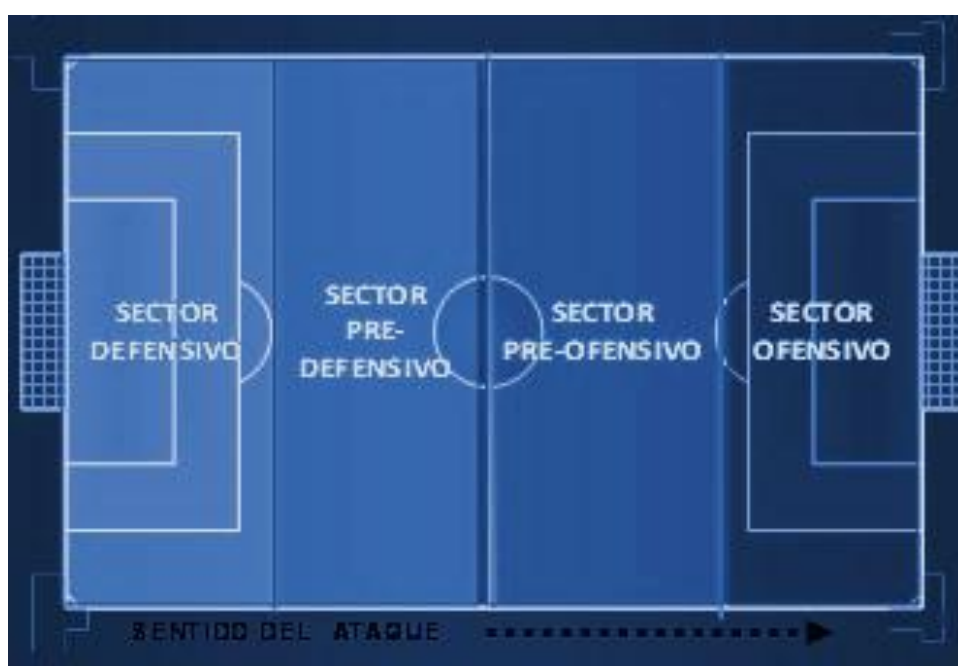 SECTOR
DEFENSIVO
SECTOR
PRE-
DEFENSIVO
SECTOR
PRE-OFENSIVO
SECTOR
OFENSIVO
SENTIDO DEL ATAQUE